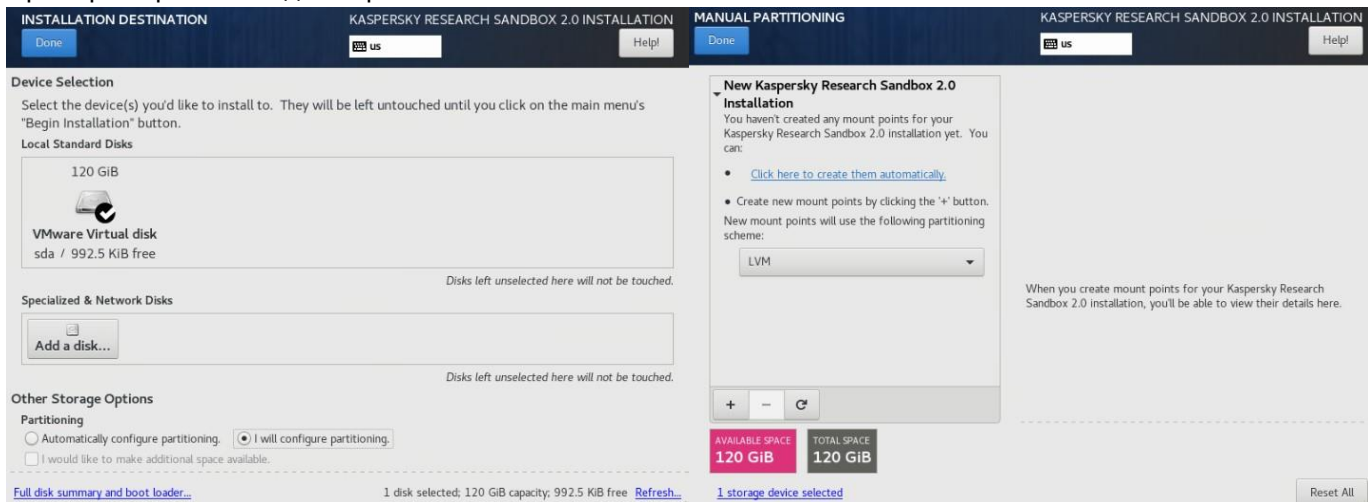 INSTALLATION DESTINATION
KASPERSKY RESEARCH SANDBOX 2.0 INSTALLATION
Done
us
Help!
Device Selection
Select the device(s) you'd like to install to. They will be left untouched until you click on the main menu's
"Begin Installation" button.
Local Standard Disks
120 GiB
VMware Virtual disk
sda / 992.5 KiB free
Disks left unselected here will not be touched.
Specialized & Network Disks
Add a disk...
Disks left unselected here will not be touched.
Other Storage Options
Partitioning
Automatically configure partitioning.
I will configure partitioning.
I would like to make additional space available.
Full disk summary and boot loader...
1 disk selected; 120 GiB capacity; 992.5 KiB free
Refresh...
MANUAL PARTITIONING
KASPERSKY RESEARCH SANDBOX 2.0 INSTALLATION
Done
us
Help!
New Kaspersky Research Sandbox 2.0
Installation
You haven't created any mount points for your
Kaspersky Research Sandbox 2.0 installation yet. You
can:
• Click here to create them automatically.
• Create new mount points by clicking the '+' button.
New mount points will use the following partitioning
scheme:
LVM
When you create mount points for your Kaspersky Research
Sandbox 2.0 installation, you'll be able to view their details here.
+ −
AVAILABLE SPACE
120 GiB
TOTAL SPACE
120 GiB
1 storage device selected
Reset All